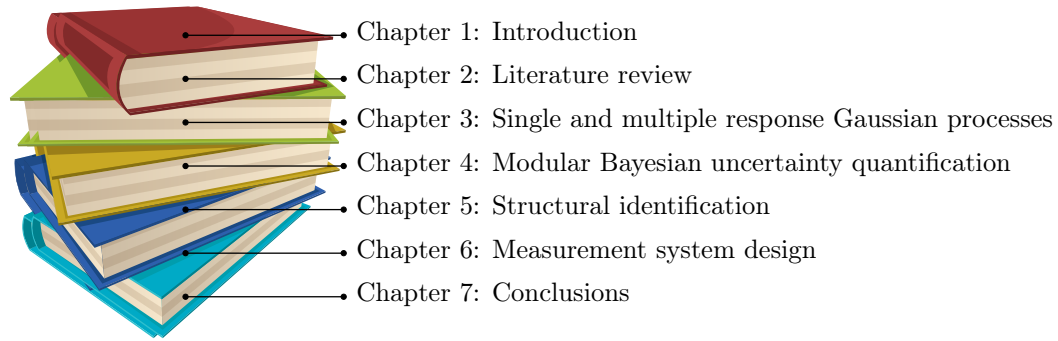 Chapter 1: Introduction
Chapter 2: Literature review
Chapter 3: Single and multiple response Gaussian processes
Chapter 4: Modular Bayesian uncertainty quantification
Chapter 5: Structural identification
Chapter 6: Measurement system design
Chapter 7: Conclusions